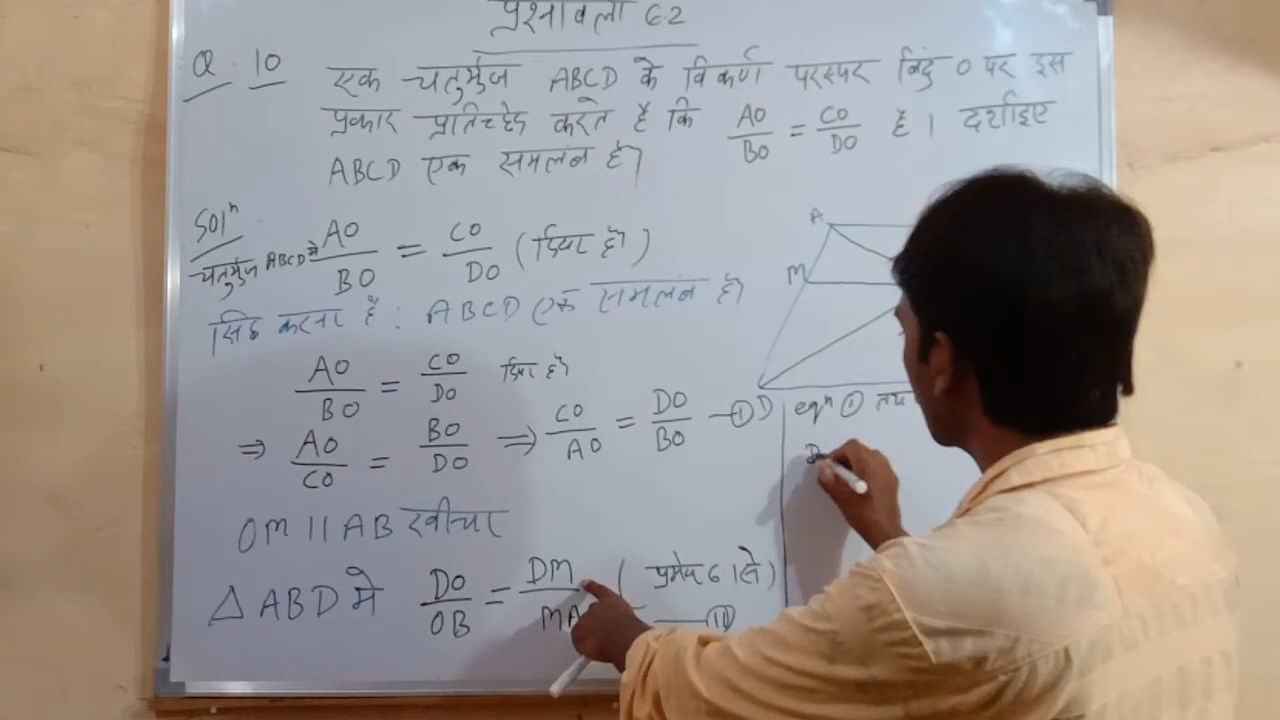 प्रश्नावली 6.2
Q. 10 एक चतुर्भुज ABCD के विकर्ण परस्पर बिंदु O पर इस
प्रकार प्रतिच्छेद करते हैं कि AO/BO = CO/DO है। दर्शाइए
ABCD एक समलंब है।
Solⁿ
चतुर्भुज ABCD मे AO/BO = CO/DO (दिया है।)
सिद्ध करना है : ABCD एक समलंब है।
AO/BO = CO/DO दिया है।
⇒ AO/CO = BO/DO ⇒ CO/AO = DO/BO —①
OM || AB खींचा
△ ABD मे DO/OB = DM/MA ( प्रमेय 6.1 से )
—⑪
A
M
D
eqⁿ ① तथा
D